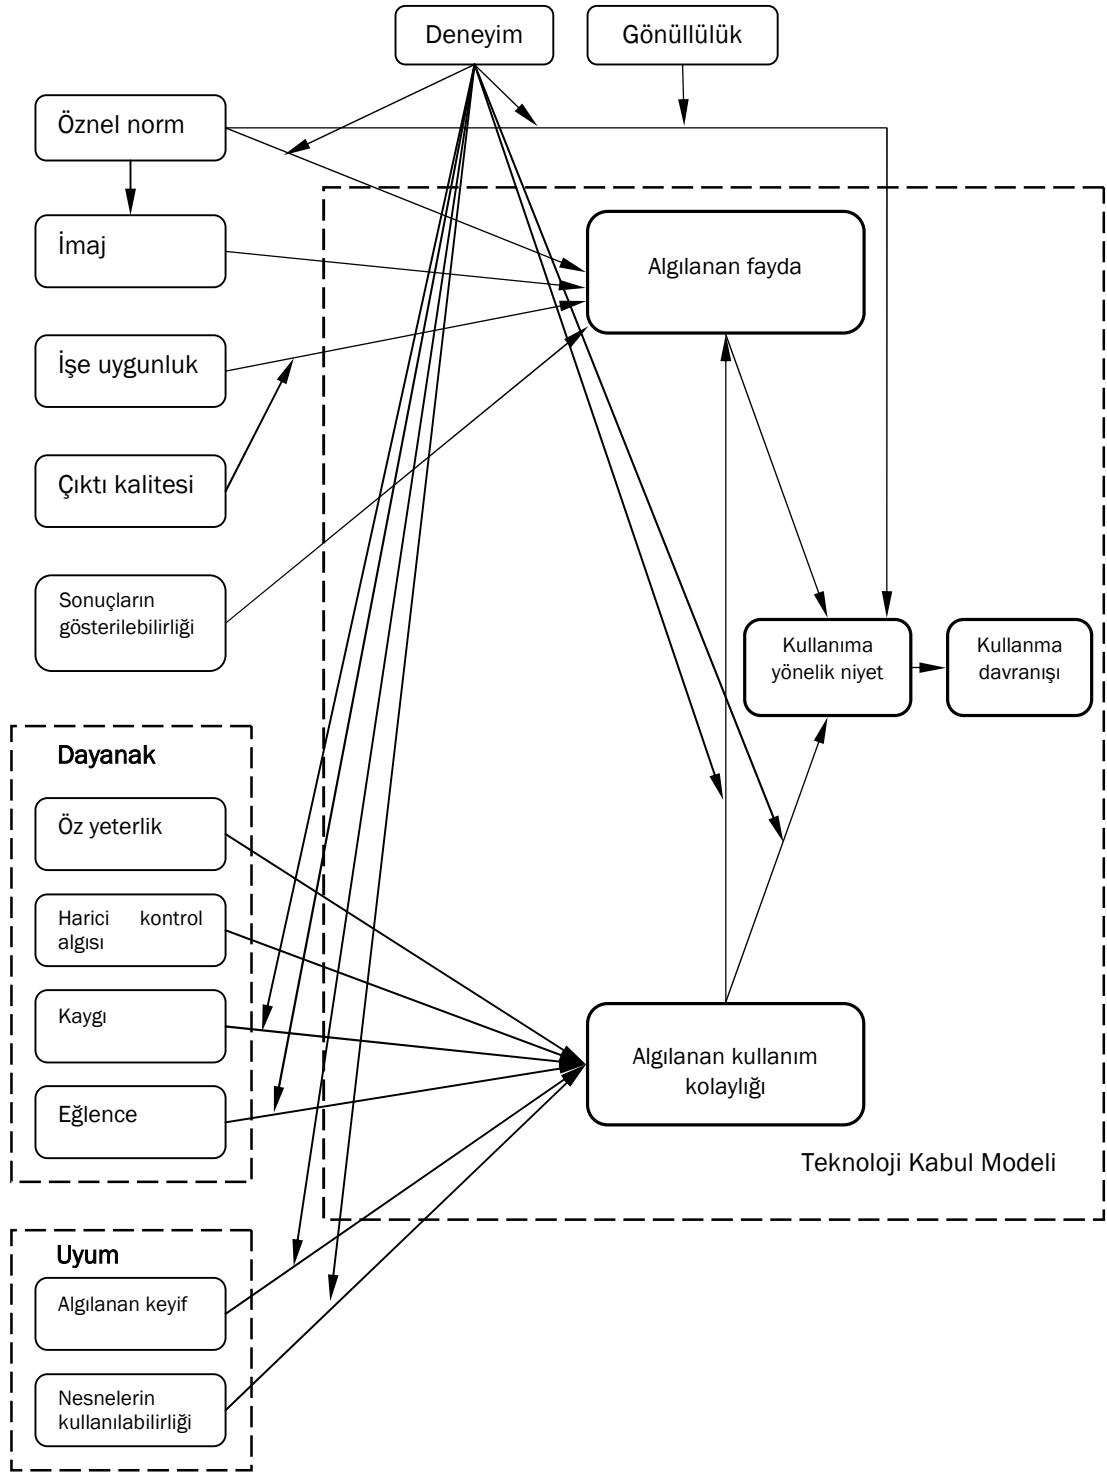 Deneyim
Gönüllülük
Öznel norm
İmaj
Algılanan fayda
İşe uygunluk
Çıktı kalitesi
Sonuçların
gösterilebilirliği
Kullanıma
yönelik niyet
Kullanma
davranışı
Dayanak
Öz yeterlik
Harici kontrol
algısı
Kaygı
Eğlence
Algılanan kullanım
kolaylığı
Teknoloji Kabul Modeli
Uyum
Algılanan keyif
Nesnelerin
kullanılabilirliği